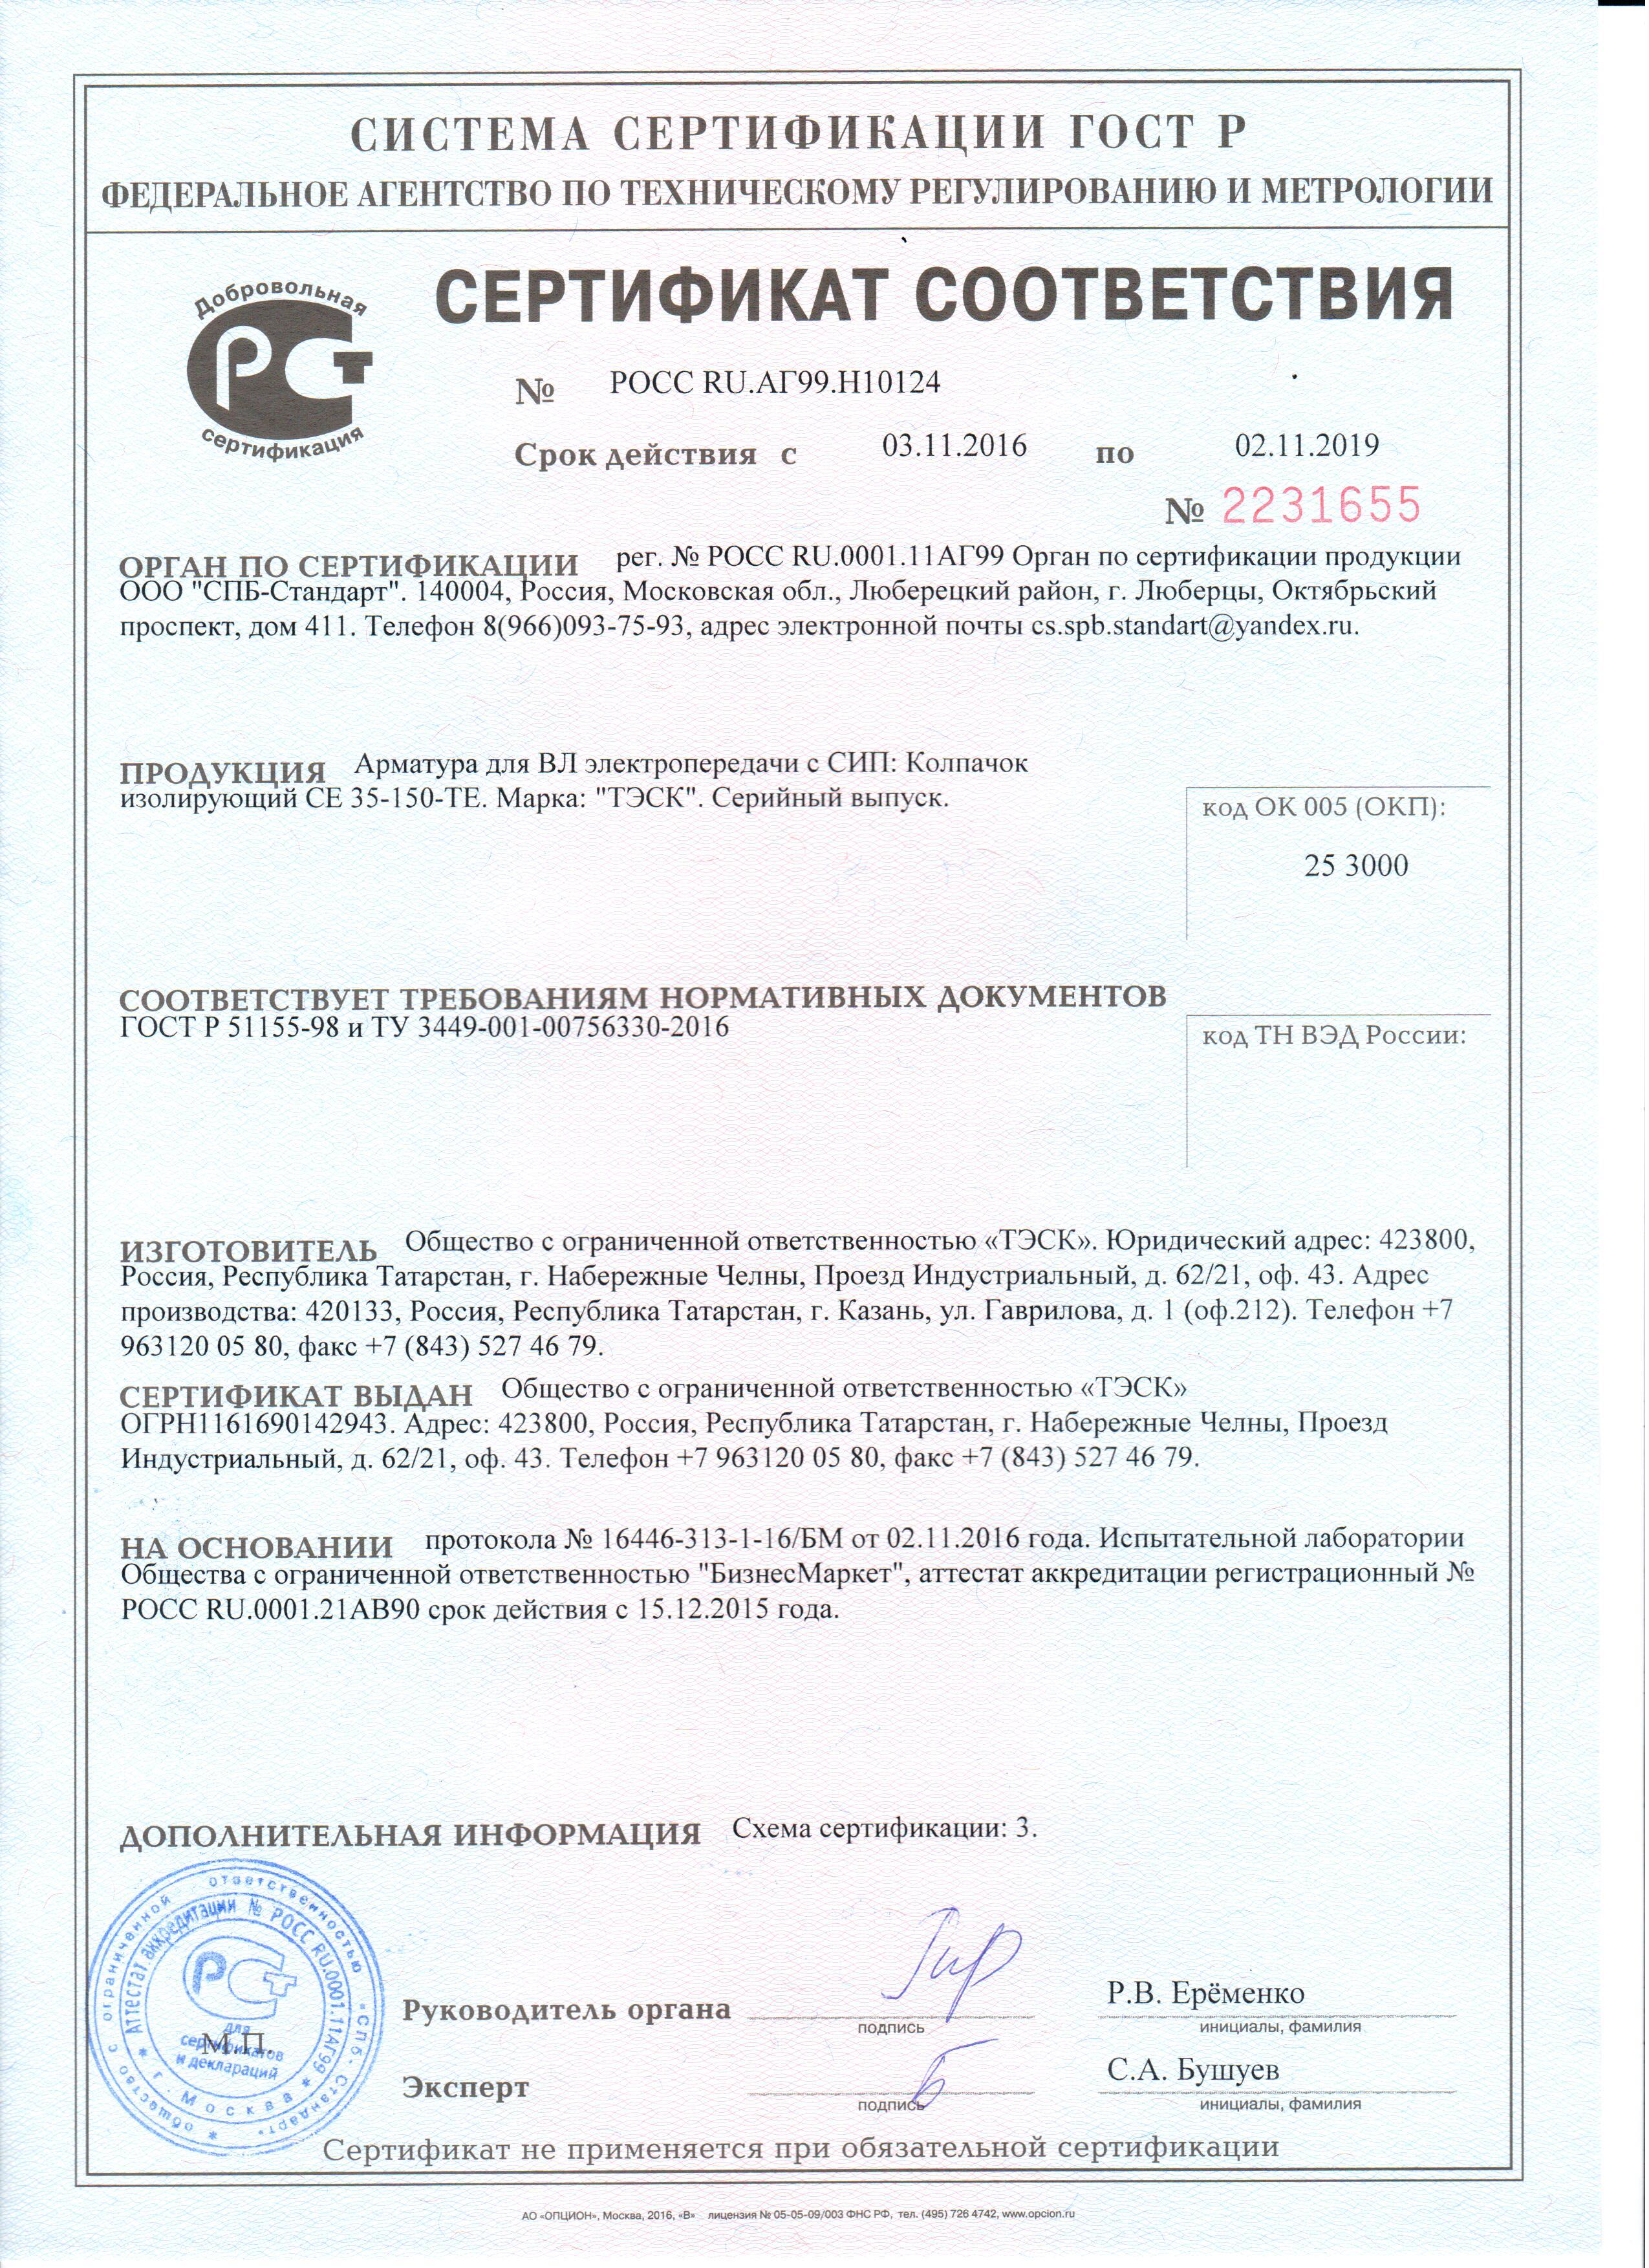 СИСТЕМА СЕРТИФИКАЦИИ ГОСТ Р
ФЕДЕРАЛЬНОЕ АГЕНТСТВО ПО ТЕХНИЧЕСКОМУ РЕГУЛИРОВАНИЮ И МЕТРОЛОГИИ
Добровольная
РСТ
сертификация
СЕРТИФИКАТ СООТВЕТСТВИЯ
№ РОСС RU.АГ99.Н10124
Срок действия с 03.11.2016 по 02.11.2019
№ 2231655
ОРГАН ПО СЕРТИФИКАЦИИ рег. № РОСС RU.0001.11АГ99 Орган по сертификации продукции
ООО "СПБ-Стандарт". 140004, Россия, Московская обл., Люберецкий район, г. Люберцы, Октябрьский
проспект, дом 411. Телефон 8(966)093-75-93, адрес электронной почты cs.spb.standart@yandex.ru.
ПРОДУКЦИЯ Арматура для ВЛ электропередачи с СИП: Колпачок
изолирующий СЕ 35-150-ТЕ. Марка: "ТЭСК". Серийный выпуск.
код ОК 005 (ОКП):
25 3000
СООТВЕТСТВУЕТ ТРЕБОВАНИЯМ НОРМАТИВНЫХ ДОКУМЕНТОВ
ГОСТ Р 51155-98 и ТУ 3449-001-00756330-2016
код ТН ВЭД России:
ИЗГОТОВИТЕЛЬ Общество с ограниченной ответственностью «ТЭСК». Юридический адрес: 423800,
Россия, Республика Татарстан, г. Набережные Челны, Проезд Индустриальный, д. 62/21, оф. 43. Адрес
производства: 420133, Россия, Республика Татарстан, г. Казань, ул. Гаврилова, д. 1 (оф.212). Телефон +7
963120 05 80, факс +7 (843) 527 46 79.
СЕРТИФИКАТ ВЫДАН Общество с ограниченной ответственностью «ТЭСК»
ОГРН1161690142943. Адрес: 423800, Россия, Республика Татарстан, г. Набережные Челны, Проезд
Индустриальный, д. 62/21, оф. 43. Телефон +7 963120 05 80, факс +7 (843) 527 46 79.
НА ОСНОВАНИИ протокола № 16446-313-1-16/БМ от 02.11.2016 года. Испытательной лаборатории
Общества с ограниченной ответственностью "БизнесМаркет", аттестат аккредитации регистрационный №
РОСС RU.0001.21АВ90 срок действия с 15.12.2015 года.
ДОПОЛНИТЕЛЬНАЯ ИНФОРМАЦИЯ Схема сертификации: 3.
общество с ограниченной ответственностью «СПб-Стандарт»
Аттестат аккредитации № РОСС RU.0001.11АГ99
г. Москва
РСТ
для
сертификатов
и деклараций
М.П.
Руководитель органа
подпись
Р.В. Ерёменко
инициалы, фамилия
Эксперт
подпись
С.А. Бушуев
инициалы, фамилия
Сертификат не применяется при обязательной сертификации
АО «ОПЦИОН», Москва, 2016, «В» лицензия № 05-05-09/003 ФНС РФ, тел. (495) 726 4742, www.opcion.ru